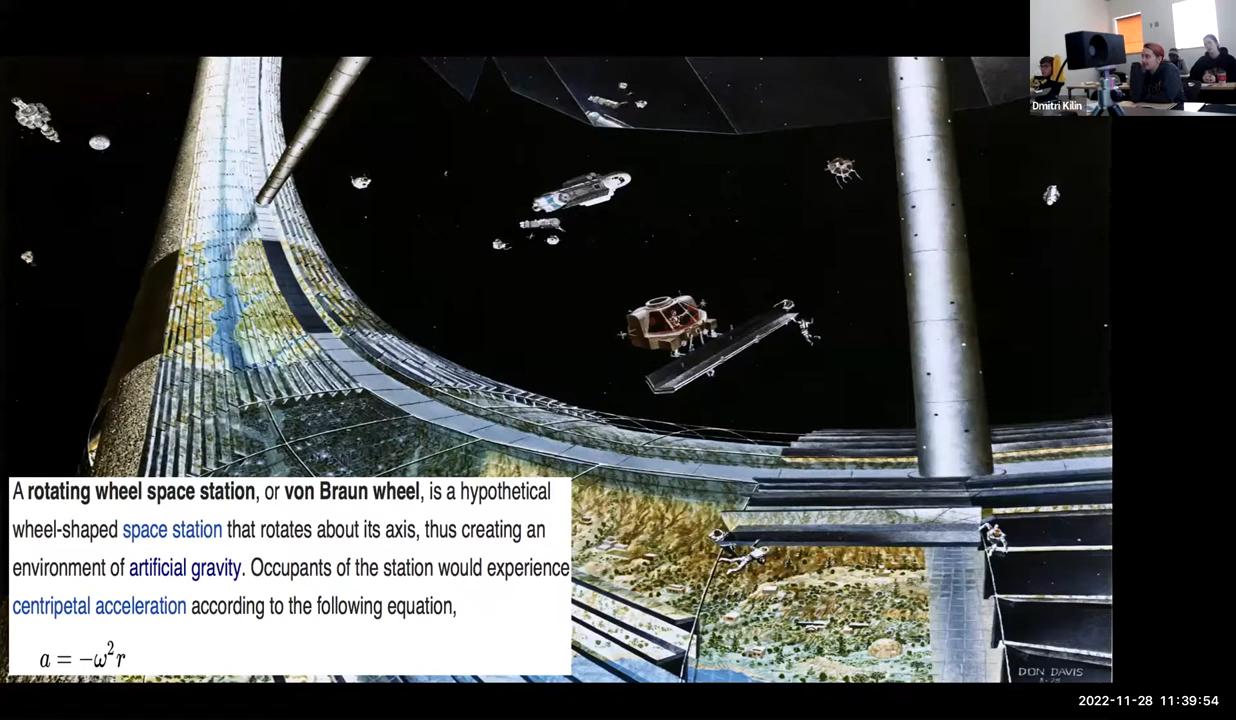 Dmitri Kilin
A rotating wheel space station, or von Braun wheel, is a hypothetical
wheel-shaped space station that rotates about its axis, thus creating an
environment of artificial gravity. Occupants of the station would experience
centripetal acceleration according to the following equation,
a = −ω²r
DON DAVIS
2022-11-28 11:39:54